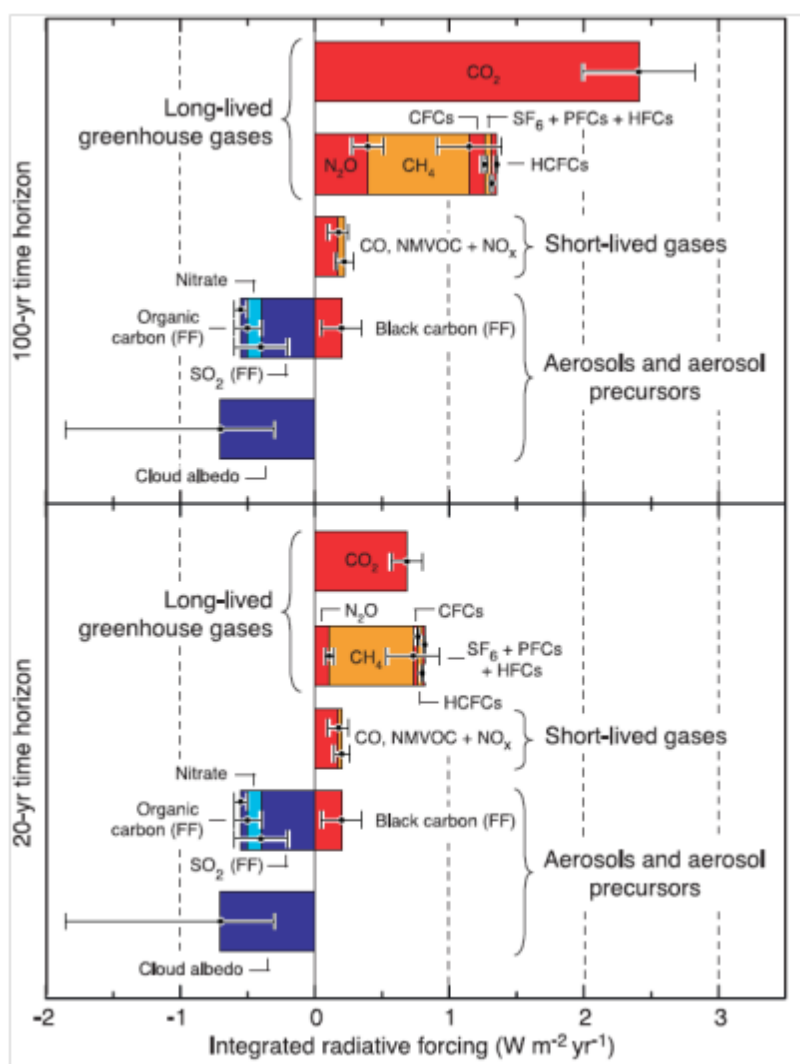 100-yr time horizon
Long-lived
greenhouse gases
CO₂
CFCs
SF₆ + PFCs + HFCs
N₂O
CH₄
HCFCs
CO, NMVOC + NOₓ
Short-lived gases
Nitrate
Organic
carbon (FF)
SO₂ (FF)
Black carbon (FF)
Aerosols and aerosol
precursors
Cloud albedo
20-yr time horizon
Long-lived
greenhouse gases
CO₂
N₂O
CFCs
CH₄
SF₆ + PFCs
+ HFCs
HCFCs
CO, NMVOC + NOₓ
Short-lived gases
Nitrate
Organic
carbon (FF)
SO₂ (FF)
Black carbon (FF)
Aerosols and aerosol
precursors
Cloud albedo
-2 -1 0 1 2 3
Integrated radiative forcing (W m⁻² yr⁻¹)